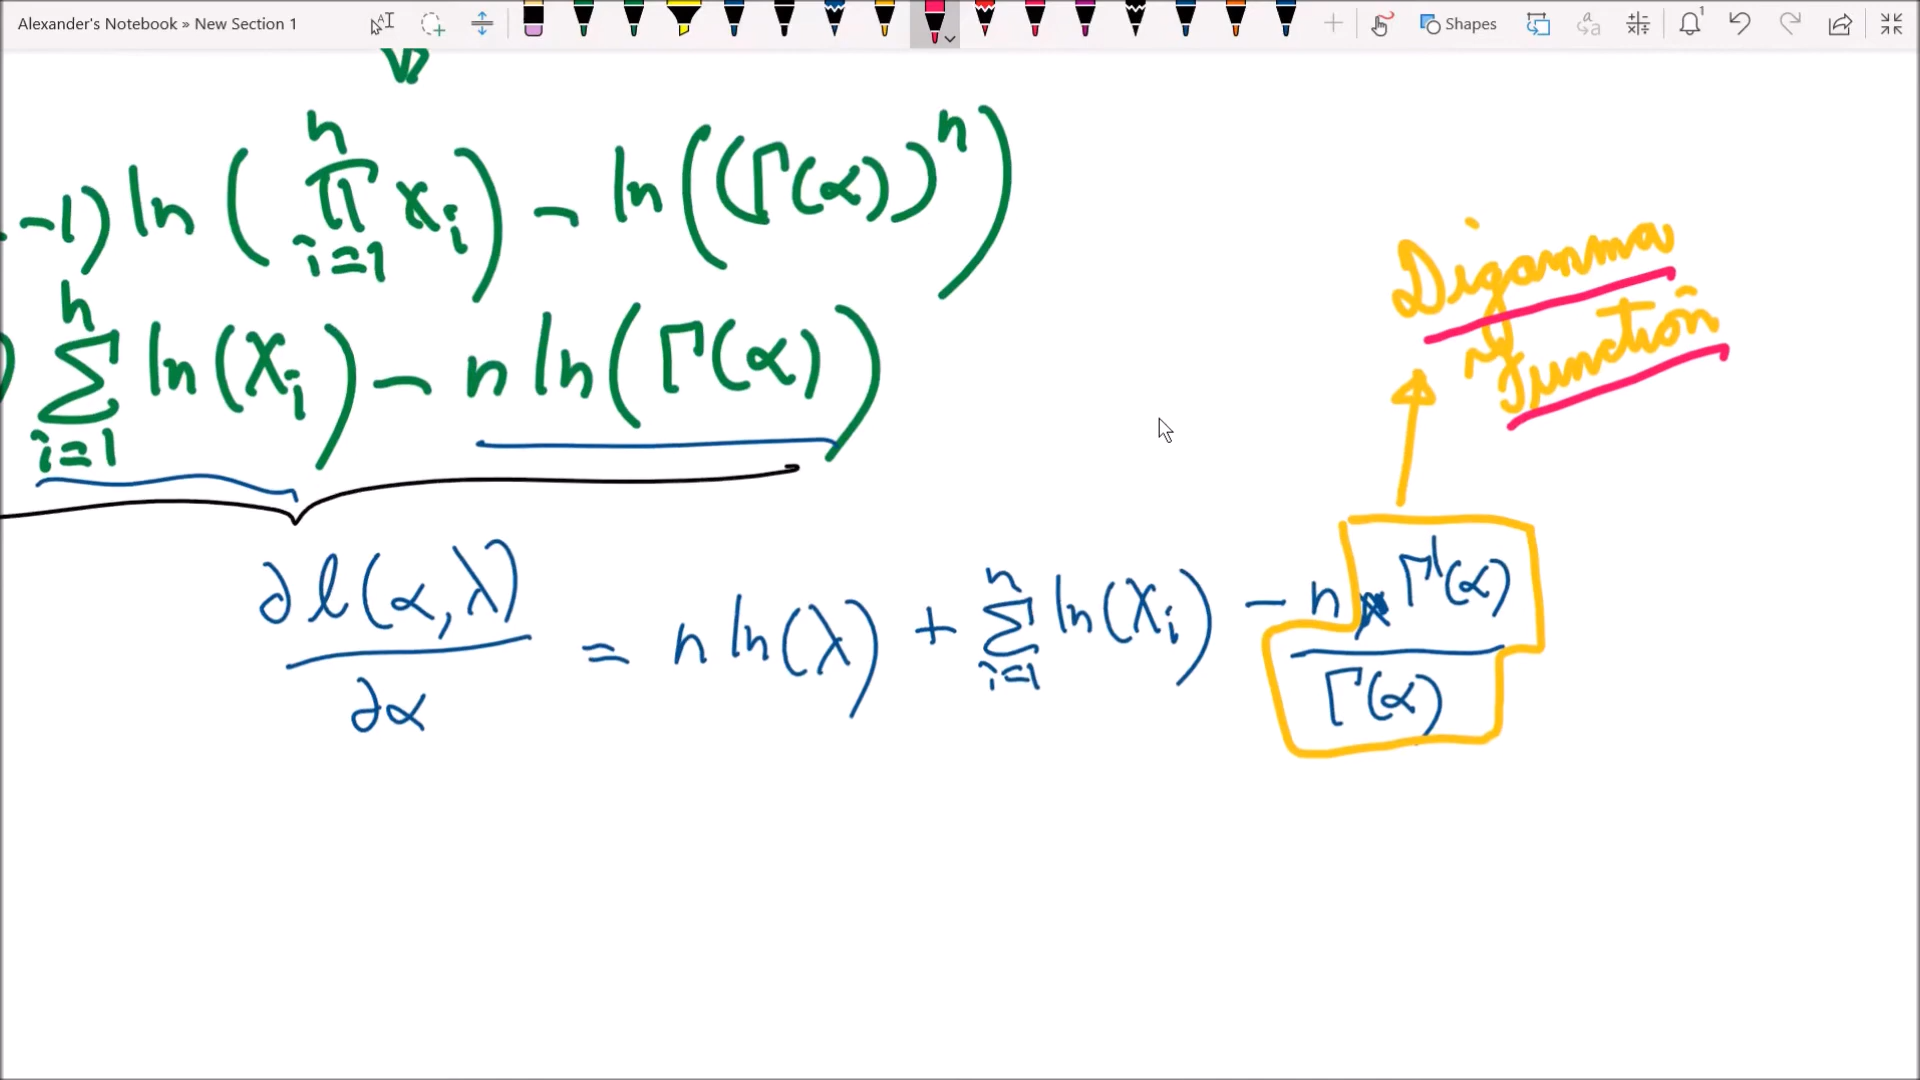 Alexander's Notebook » New Section 1
Shapes
-1) ln ( ∏_{i=1}^{n} x_i ) - ln ( (Γ(α))^n )
) Σ_{i=1}^{n} ln(X_i) - n ln ( Γ(α) )
Digamma
Function
∂l(α,λ)/∂α = n ln(λ) + Σ_{i=1}^{n} ln(X_i) - n Γ'(α)/Γ(α)